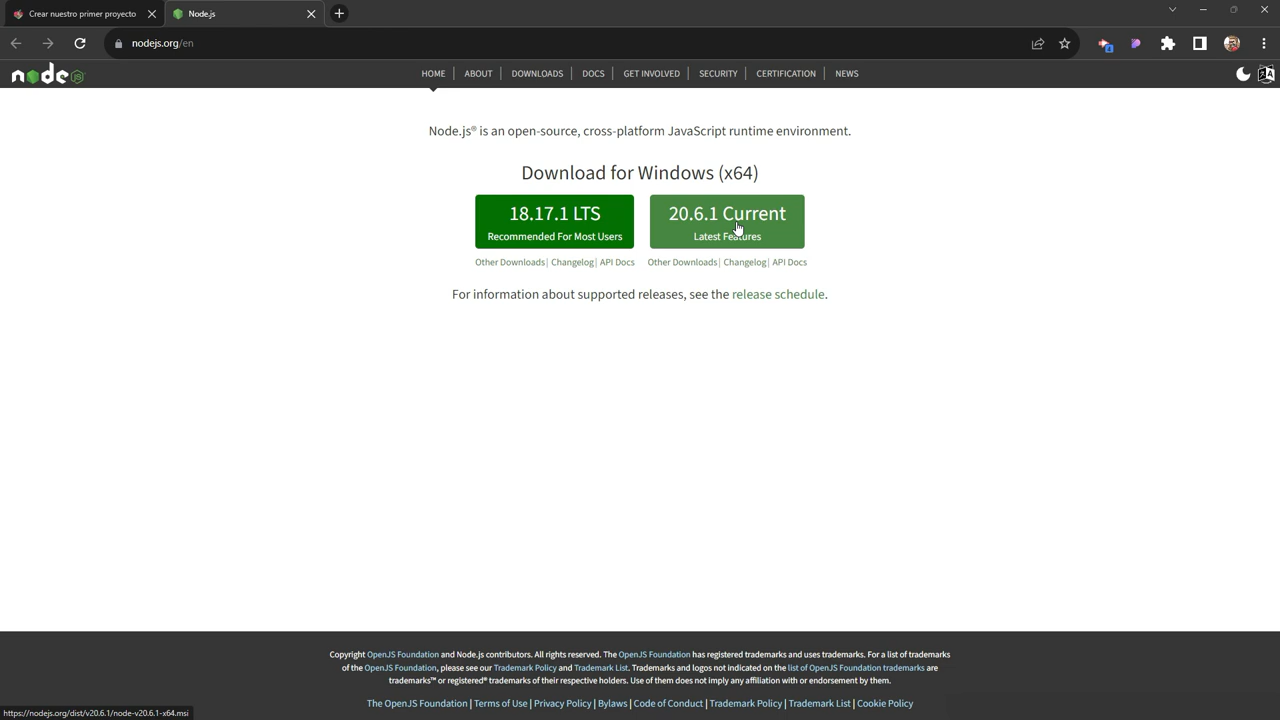 Crear nuestro primer proyecto
Node.js
nodejs.org/en
node JS
HOME
ABOUT
DOWNLOADS
DOCS
GET INVOLVED
SECURITY
CERTIFICATION
NEWS
Node.js® is an open-source, cross-platform JavaScript runtime environment.
Download for Windows (x64)
18.17.1 LTS
Recommended For Most Users
20.6.1 Current
Latest Features
Other Downloads | Changelog | API Docs
Other Downloads | Changelog | API Docs
For information about supported releases, see the release schedule.
Copyright OpenJS Foundation and Node.js contributors. All rights reserved. The OpenJS Foundation has registered trademarks and uses trademarks. For a list of trademarks
of the OpenJS Foundation, please see our Trademark Policy and Trademark List. Trademarks and logos not indicated on the list of OpenJS Foundation trademarks are
trademarks™ or registered® trademarks of their respective holders. Use of them does not imply any affiliation with or endorsement by them.
The OpenJS Foundation | Terms of Use | Privacy Policy | Bylaws | Code of Conduct | Trademark Policy | Trademark List | Cookie Policy
https://nodejs.org/dist/v20.6.1/node-v20.6.1-x64.msi